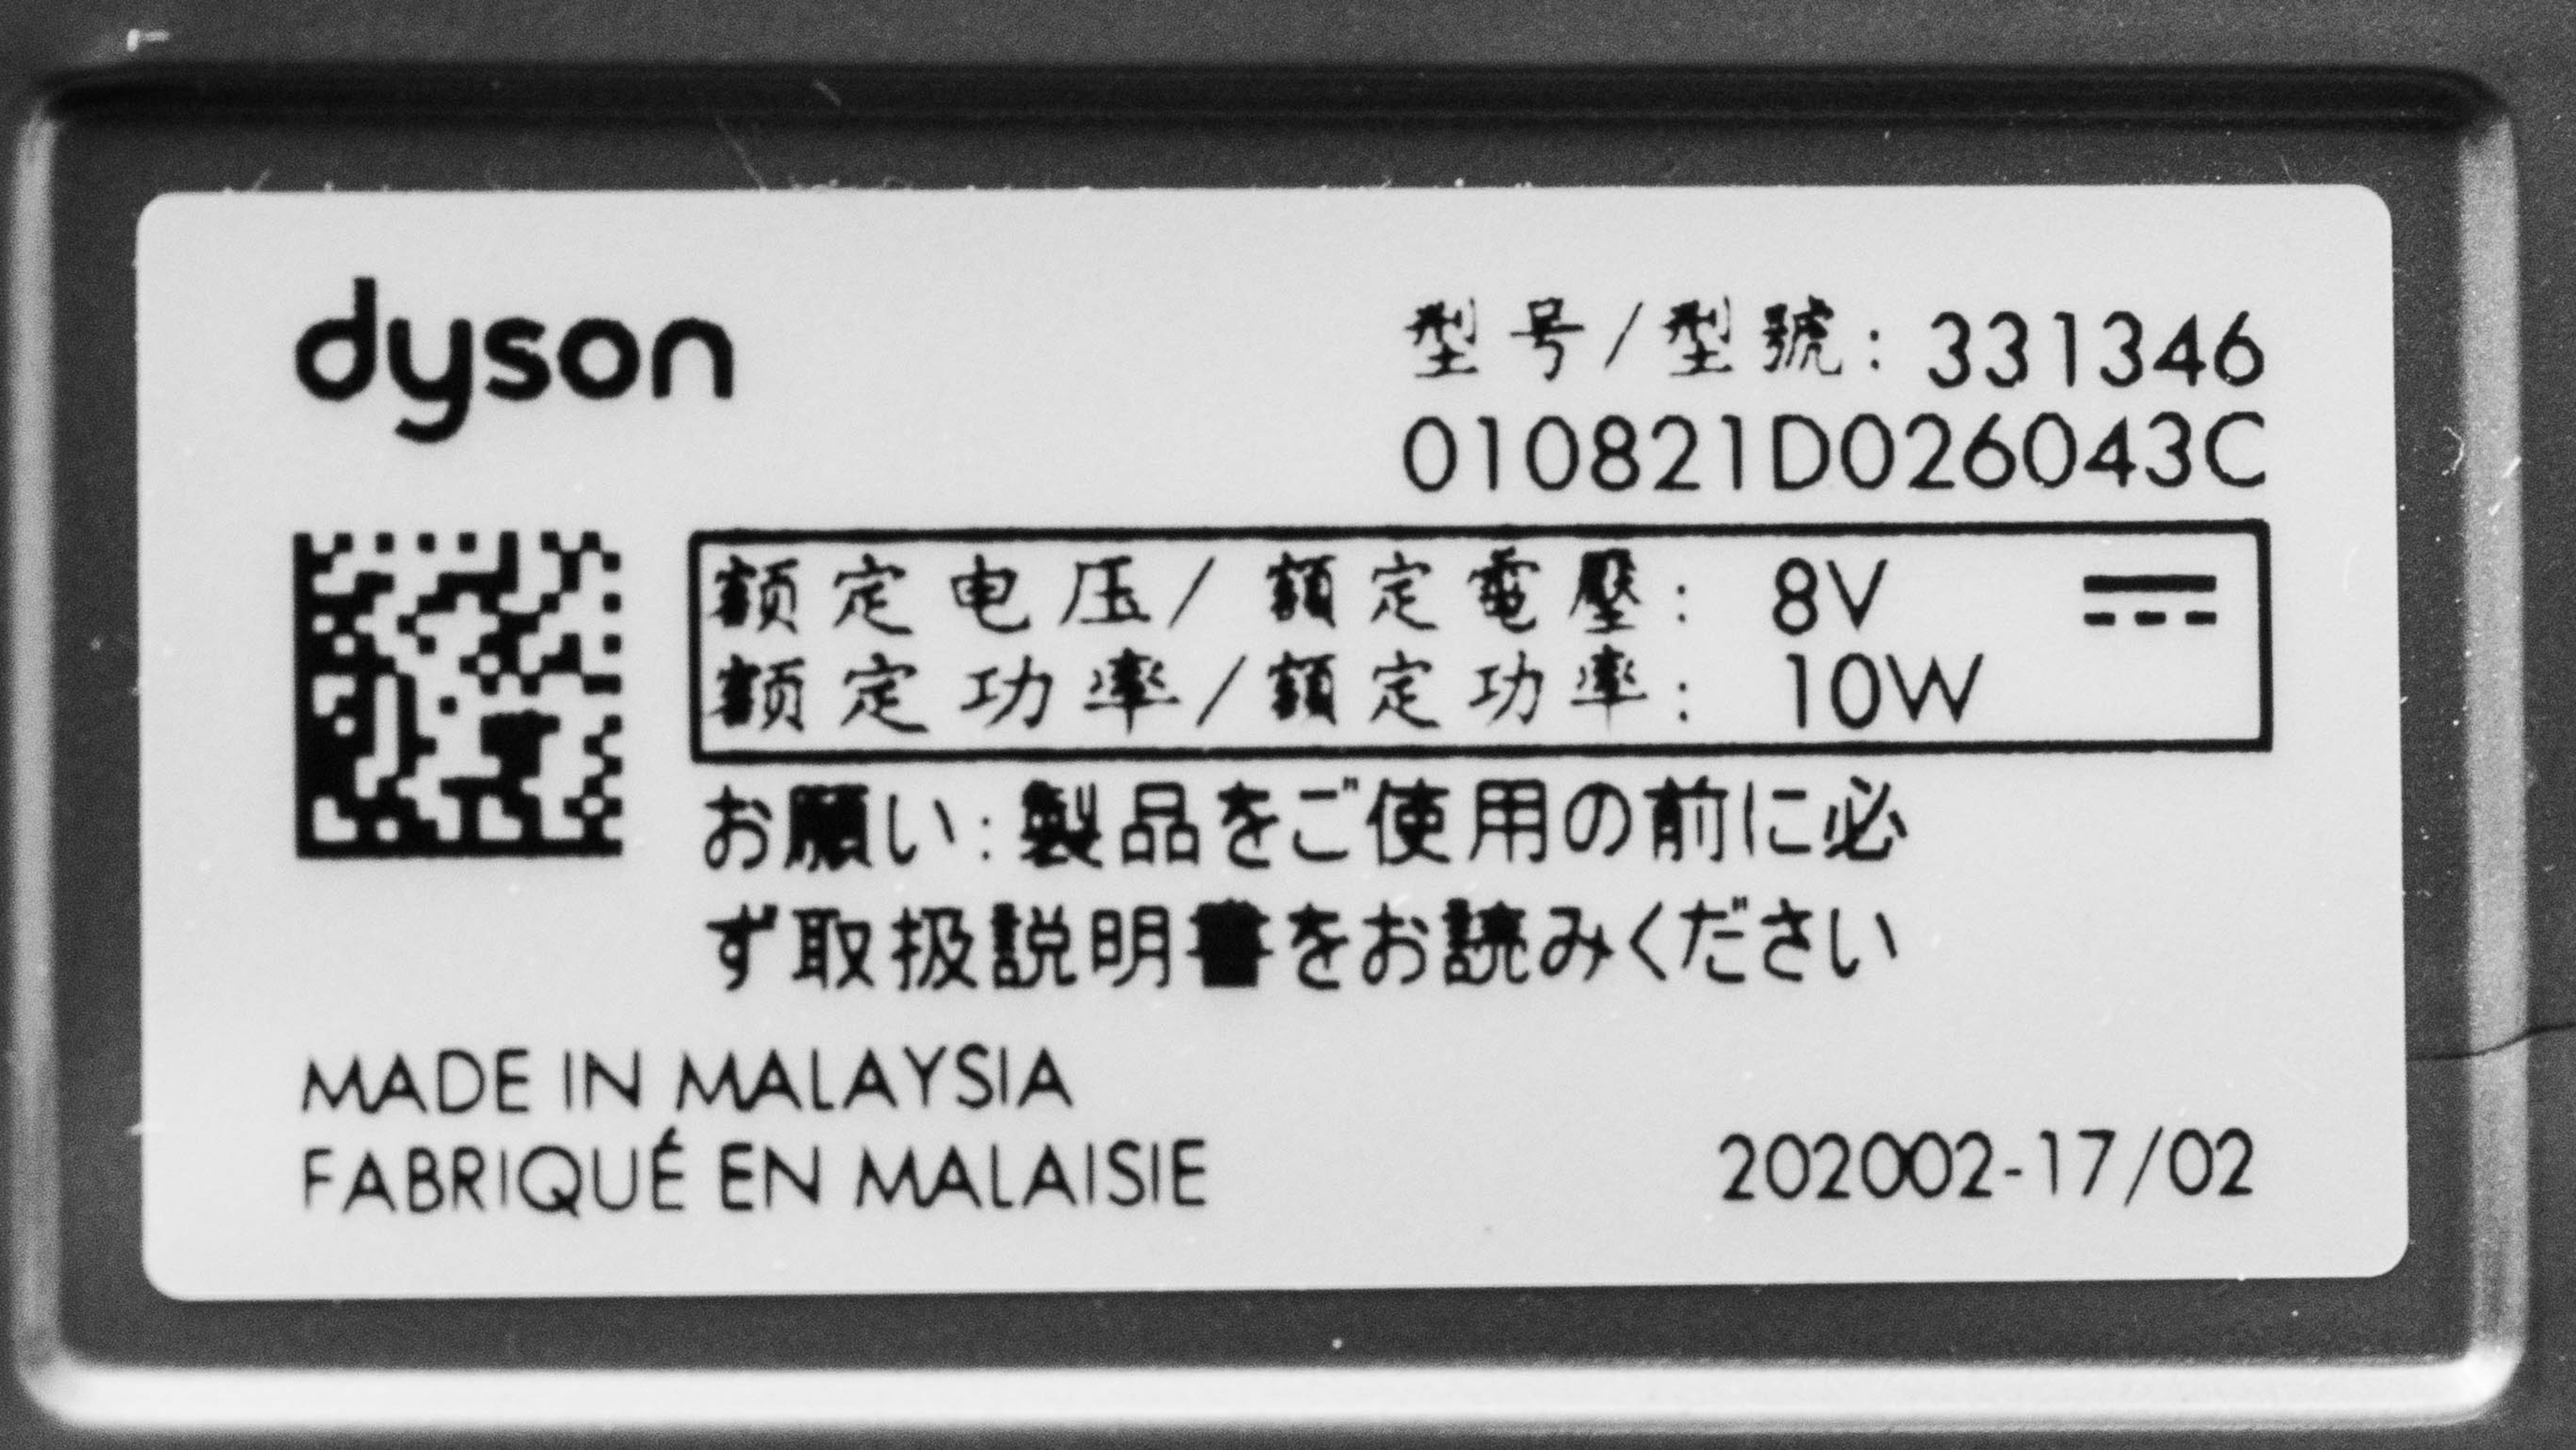 dyson
型号/型號: 331346
010821D026043C
额定电压/額定電壓: 8V
额定功率/額定功率: 10W
お願い:製品をご使用の前に必
ず取扱説明書をお読みください
MADE IN MALAYSIA
FABRIQUÉ EN MALAISIE
202002-17/02